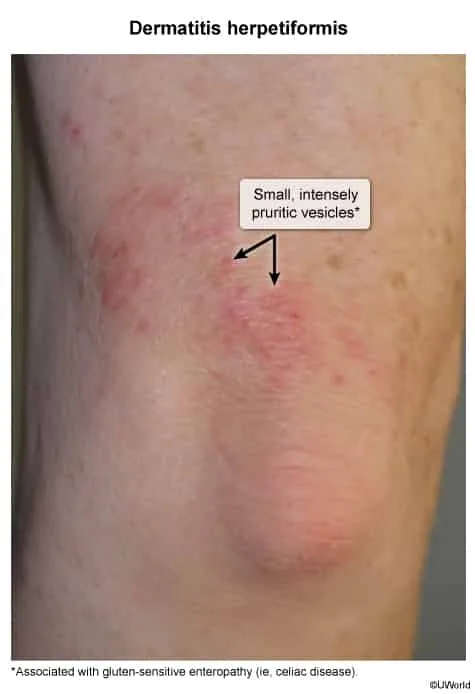 Dermatitis herpetiformis
Small, intensely
pruritic vesicles*
*Associated with gluten-sensitive enteropathy (ie, celiac disease).
©UWorld